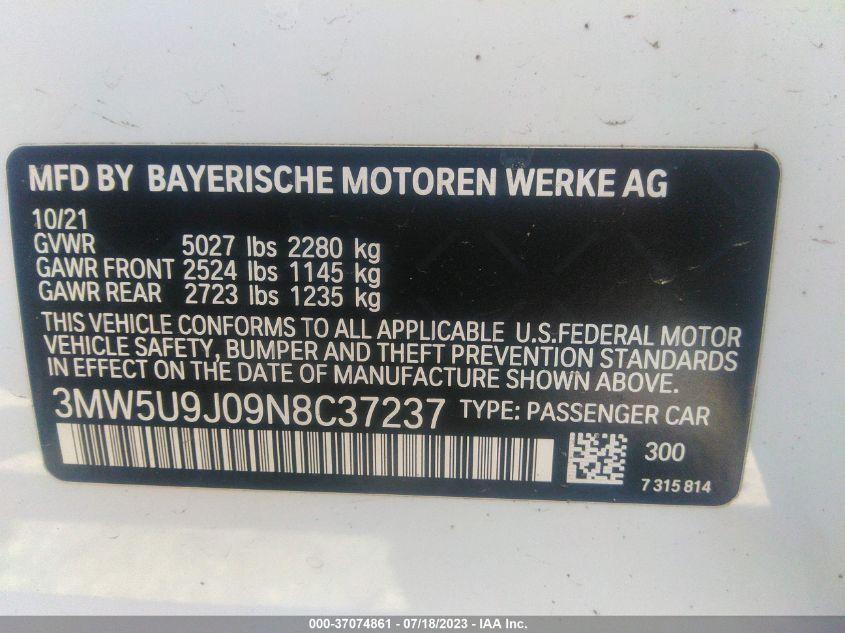 MFD BY BAYERISCHE MOTOREN WERKE AG
10/21
GVWR 5027 lbs 2280 kg
GAWR FRONT 2524 lbs 1145 kg
GAWR REAR 2723 lbs 1235 kg
THIS VEHICLE CONFORMS TO ALL APPLICABLE U.S.FEDERAL MOTOR
VEHICLE SAFETY, BUMPER AND THEFT PREVENTION STANDARDS
IN EFFECT ON THE DATE OF MANUFACTURE SHOWN ABOVE.
3MW5U9J09N8C37237 TYPE: PASSENGER CAR
300
7 315 814
000-37074861 - 07/18/2023 - IAA Inc.